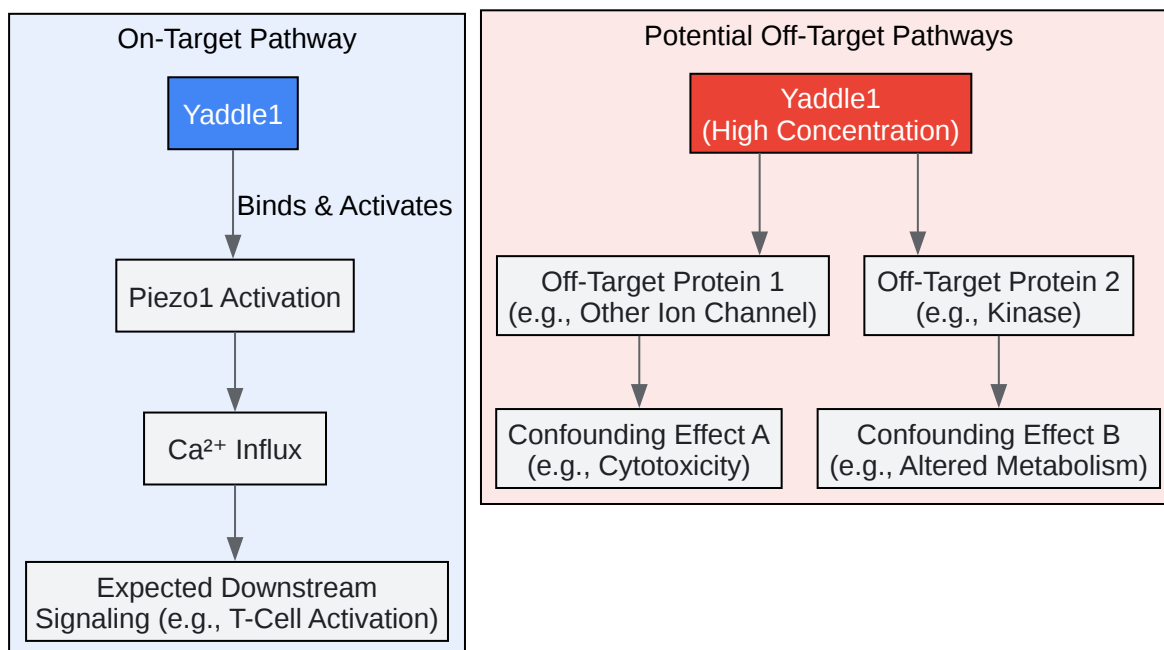 On-Target Pathway
Yaddle1
Binds & Activates
Piezo1 Activation
Ca²⁺ Influx
Expected Downstream
Signaling (e.g., T-Cell Activation)
Potential Off-Target Pathways
Yaddle1
(High Concentration)
Off-Target Protein 1
(e.g., Other Ion Channel)
Off-Target Protein 2
(e.g., Kinase)
Confounding Effect A
(e.g., Cytotoxicity)
Confounding Effect B
(e.g., Altered Metabolism)